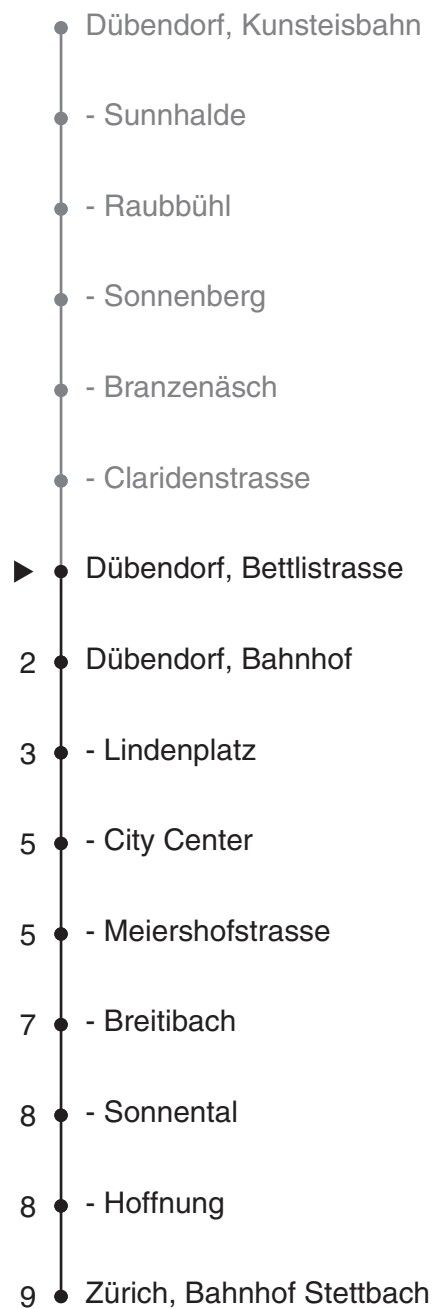 Dübendorf, Kunsteisbahn
- Sunnhalde
- Raubbühl
- Sonnenberg
- Branzenäsch
- Claridenstrasse
Dübendorf, Bettlistrasse
2 Dübendorf, Bahnhof
3 - Lindenplatz
5 - City Center
5 - Meiershofstrasse
7 - Breitibach
8 - Sonnental
8 - Hoffnung
9 Zürich, Bahnhof Stettbach